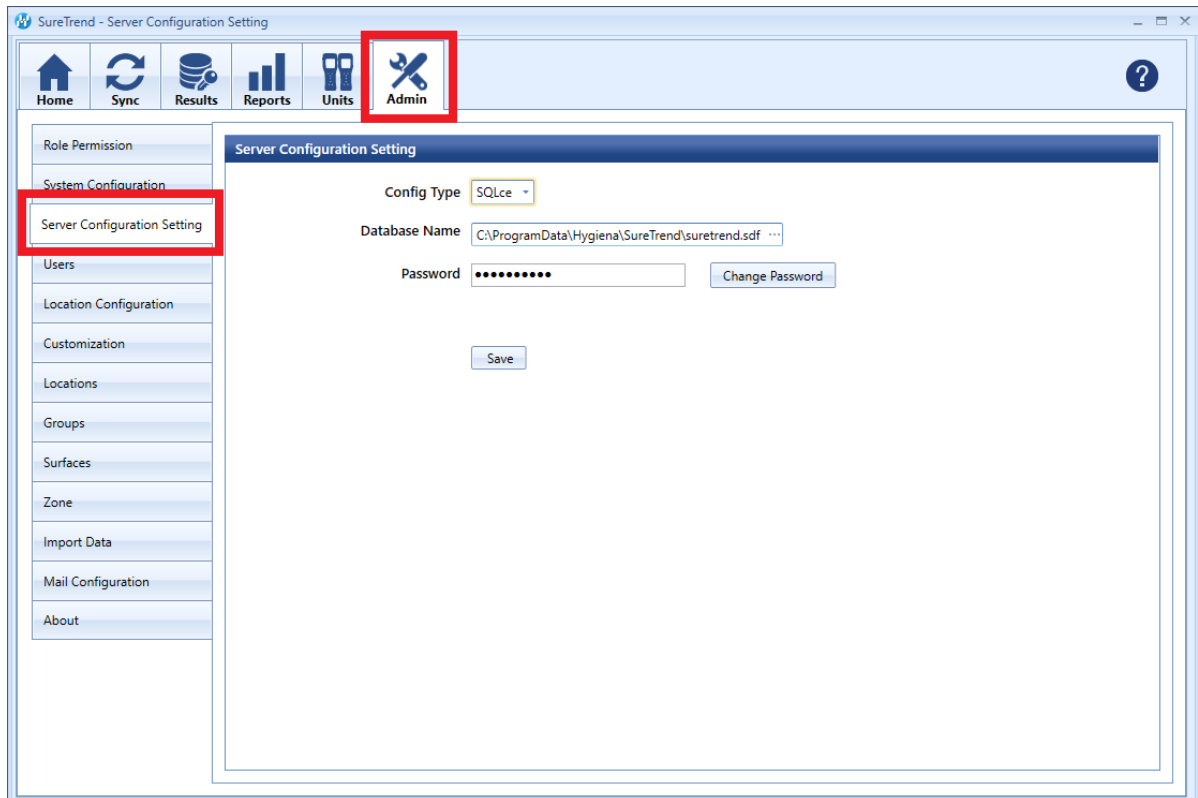 SureTrend - Server Configuration Setting
Home Sync Results Reports Units Admin
Role Permission
System Configuration
Server Configuration Setting
Users
Location Configuration
Customization
Locations
Groups
Surfaces
Zone
Import Data
Mail Configuration
About
Server Configuration Setting
Config Type SQLce
Database Name C:\ProgramData\Hygiena\SureTrend\suretrend.sdf ...
Password ●●●●●●●●●● Change Password
Save
?